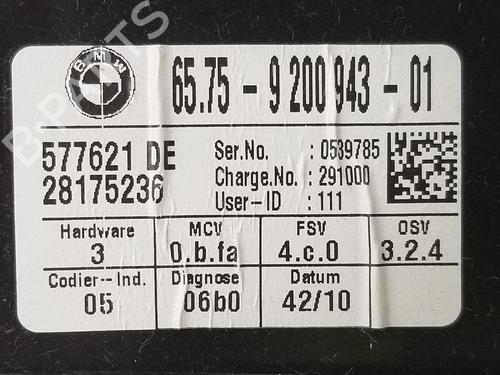 BMW
65.75 - 9 200 943 - 01
577621 DE
28175236
Ser.No. : 0539785
Charge.No. : 291000
User-ID : 111
Hardware MCV FSV OSV
3 0.b.fa 4.c.0 3.2.4
Codier--Ind. Diagnose Datum
05 06b0 42/10
B-PARTS